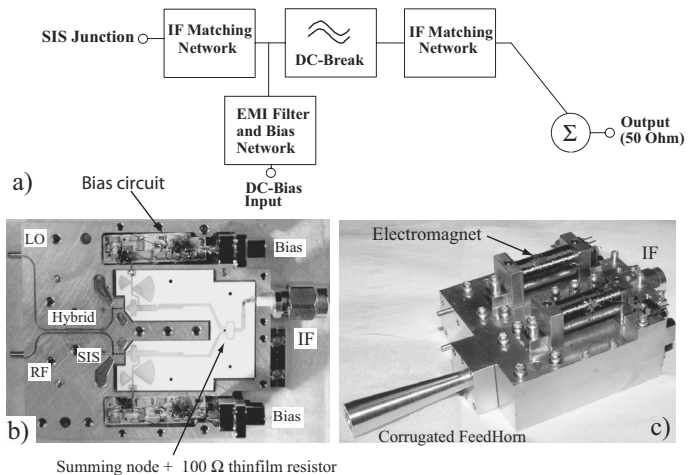 SIS Junction
IF Matching
Network
DC-Break
IF Matching
Network
EMI Filter
and Bias
Network
Σ
Output
(50 Ohm)
DC-Bias
Input
a)
Bias circuit
LO
Bias
Hybrid
IF
SIS
RF
Bias
b)
Summing node + 100 Ω thinfilm resistor
Electromagnet
IF
Corrugated FeedHorn
c)